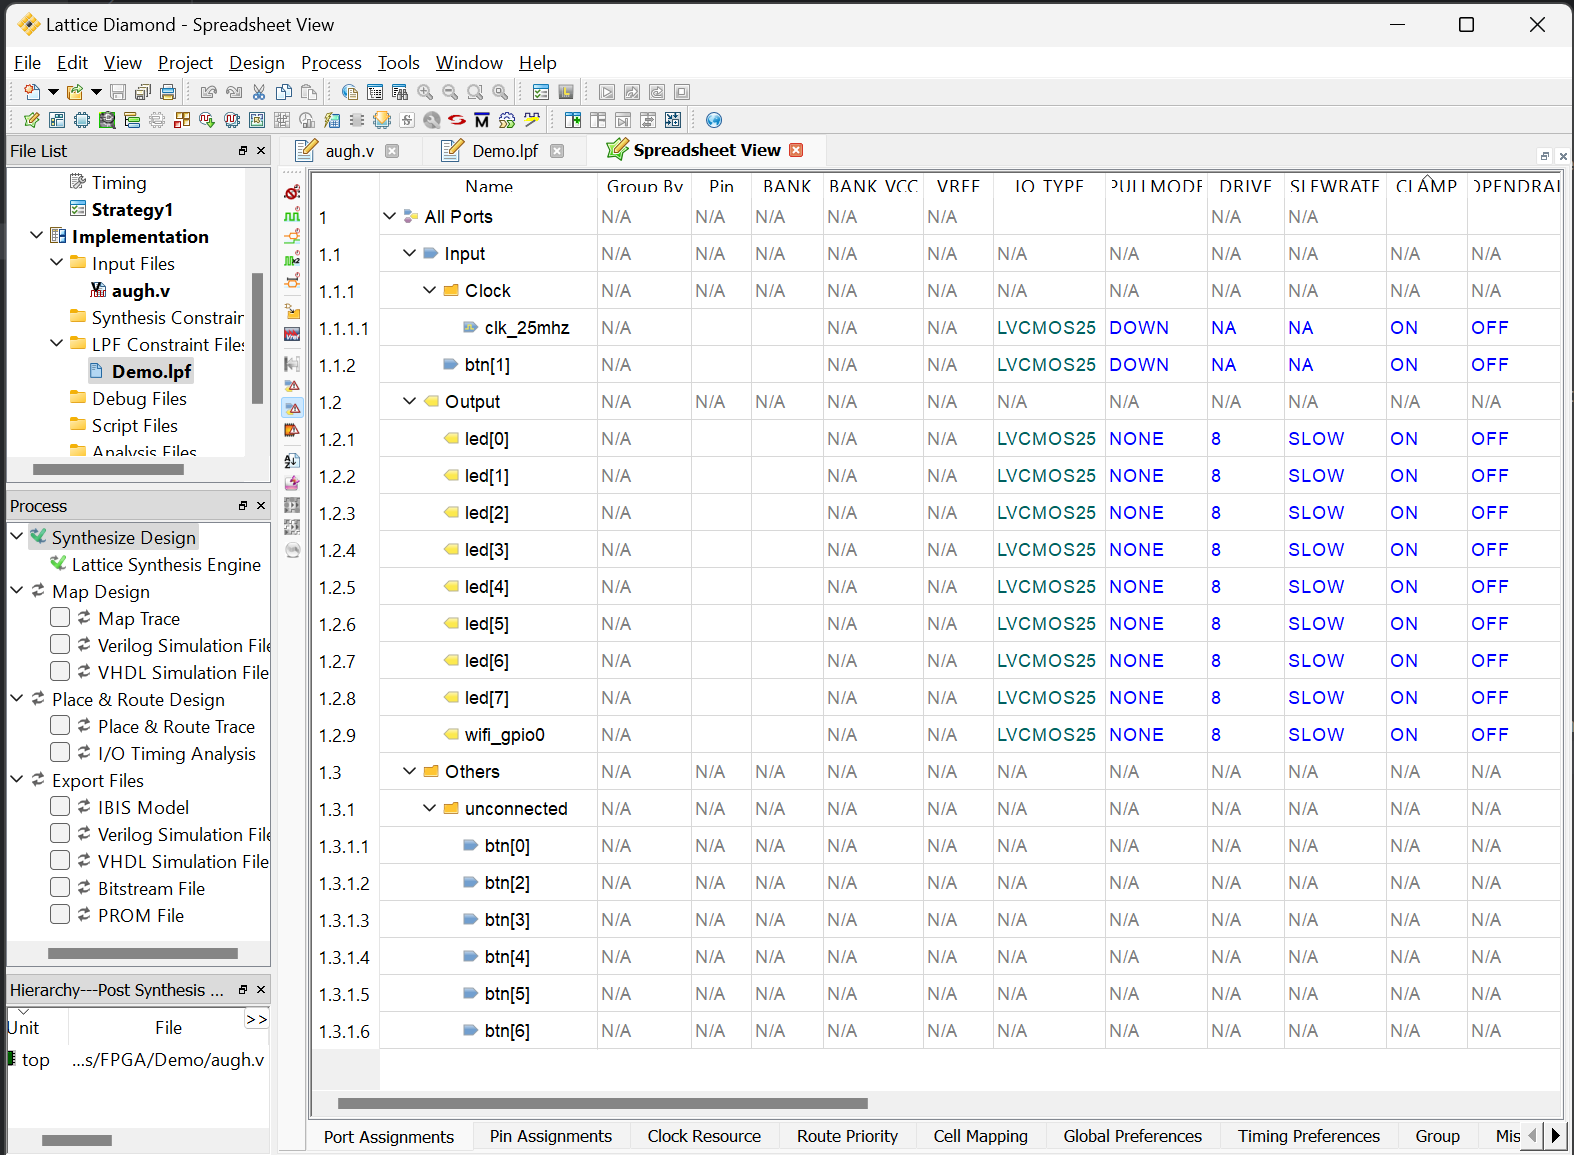 Lattice Diamond - Spreadsheet View
File Edit View Project Design Process Tools Window Help
File List
Timing
Strategy1
Implementation
Input Files
augh.v
Synthesis Constrain
LPF Constraint Files
Demo.lpf
Debug Files
Script Files
Analysis Files
Process
Synthesize Design
Lattice Synthesis Engine
Map Design
Map Trace
Verilog Simulation File
VHDL Simulation File
Place & Route Design
Place & Route Trace
I/O Timing Analysis
Export Files
IBIS Model
Verilog Simulation File
VHDL Simulation File
Bitstream File
PROM File
Hierarchy---Post Synthesis ...
Unit File >>
top ...s/FPGA/Demo/augh.v
augh.v Demo.lpf Spreadsheet View
Name Group By Pin BANK BANK_VCC VREF IO_TYPE PULLMODE DRIVE SLEWRATE CLAMP OPENDRAI
1 All Ports N/A N/A N/A N/A N/A N/A N/A
1.1 Input N/A N/A N/A N/A N/A N/A N/A N/A N/A N/A N/A
1.1.1 Clock N/A N/A N/A N/A N/A N/A N/A N/A N/A N/A N/A
1.1.1.1 clk_25mhz N/A N/A N/A LVCMOS25 DOWN NA NA ON OFF
1.1.2 btn[1] N/A N/A N/A LVCMOS25 DOWN NA NA ON OFF
1.2 Output N/A N/A N/A N/A N/A N/A N/A N/A N/A N/A N/A
1.2.1 led[0] N/A N/A N/A LVCMOS25 NONE 8 SLOW ON OFF
1.2.2 led[1] N/A N/A N/A LVCMOS25 NONE 8 SLOW ON OFF
1.2.3 led[2] N/A N/A N/A LVCMOS25 NONE 8 SLOW ON OFF
1.2.4 led[3] N/A N/A N/A LVCMOS25 NONE 8 SLOW ON OFF
1.2.5 led[4] N/A N/A N/A LVCMOS25 NONE 8 SLOW ON OFF
1.2.6 led[5] N/A N/A N/A LVCMOS25 NONE 8 SLOW ON OFF
1.2.7 led[6] N/A N/A N/A LVCMOS25 NONE 8 SLOW ON OFF
1.2.8 led[7] N/A N/A N/A LVCMOS25 NONE 8 SLOW ON OFF
1.2.9 wifi_gpio0 N/A N/A N/A LVCMOS25 NONE 8 SLOW ON OFF
1.3 Others N/A N/A N/A N/A N/A N/A N/A N/A N/A N/A N/A
1.3.1 unconnected N/A N/A N/A N/A N/A N/A N/A N/A N/A N/A N/A
1.3.1.1 btn[0] N/A N/A N/A N/A N/A N/A N/A N/A N/A N/A N/A
1.3.1.2 btn[2] N/A N/A N/A N/A N/A N/A N/A N/A N/A N/A N/A
1.3.1.3 btn[3] N/A N/A N/A N/A N/A N/A N/A N/A N/A N/A N/A
1.3.1.4 btn[4] N/A N/A N/A N/A N/A N/A N/A N/A N/A N/A N/A
1.3.1.5 btn[5] N/A N/A N/A N/A N/A N/A N/A N/A N/A N/A N/A
1.3.1.6 btn[6] N/A N/A N/A N/A N/A N/A N/A N/A N/A N/A N/A
Port Assignments Pin Assignments Clock Resource Route Priority Cell Mapping Global Preferences Timing Preferences Group Mis